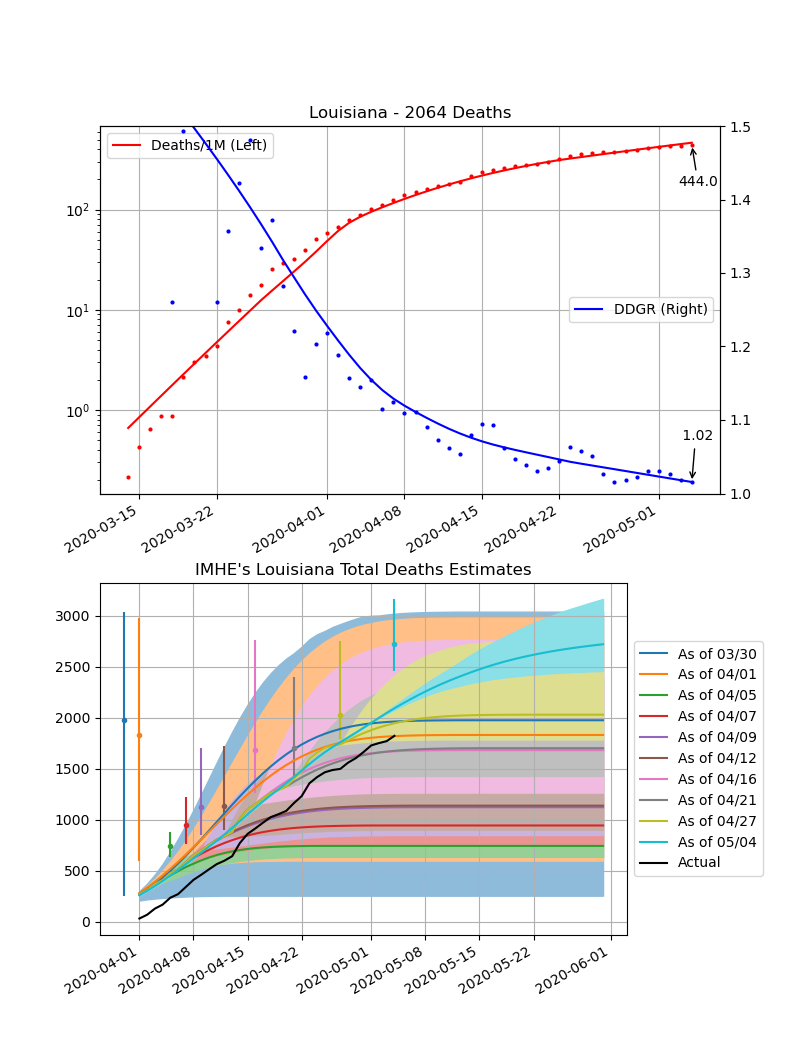 Louisiana - 2064 Deaths
Deaths/1M (Left)
DDGR (Right)
444.0
1.02
10² 10¹ 10⁰
1.5 1.4 1.3 1.2 1.1 1.0
2020-03-15 2020-03-22 2020-04-01 2020-04-08 2020-04-15 2020-04-22 2020-05-01
IMHE's Louisiana Total Deaths Estimates
3000
2500
2000
1500
1000
500
0
As of 03/30
As of 04/01
As of 04/05
As of 04/07
As of 04/09
As of 04/12
As of 04/16
As of 04/21
As of 04/27
As of 05/04
Actual
2020-04-01 2020-04-08 2020-04-15 2020-04-22 2020-05-01 2020-05-08 2020-05-15 2020-05-22 2020-06-01